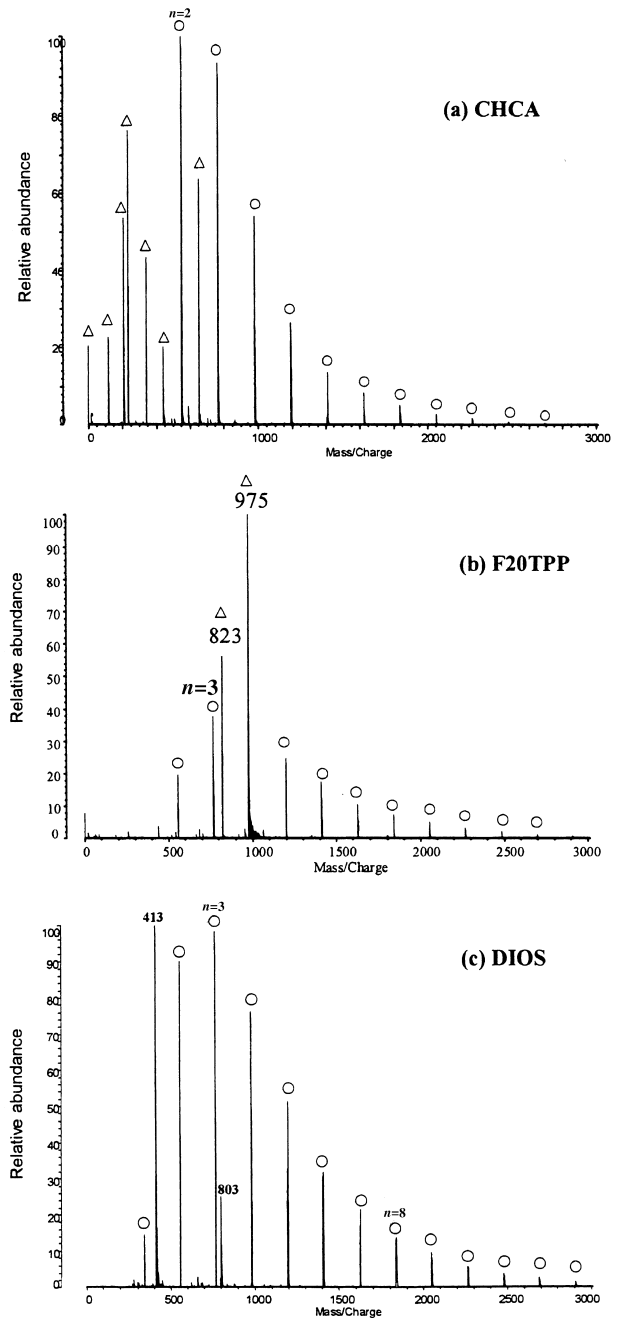 n=2
100
80
60
40
20
0
Relative abundance
(a) CHCA
0 1000 2000 3000
Mass/Charge
975
(b) F20TPP
823
n=3
100
90
80
70
60
50
40
30
20
10
0
Relative abundance
0 500 1000 1500 2000 2500 3000
Mass/Charge
n=3
413
(c) DIOS
803
n=8
100
90
80
70
60
50
40
30
20
10
0
Relative abundance
0 500 1000 1500 2000 2500 3000
Mass/Charge